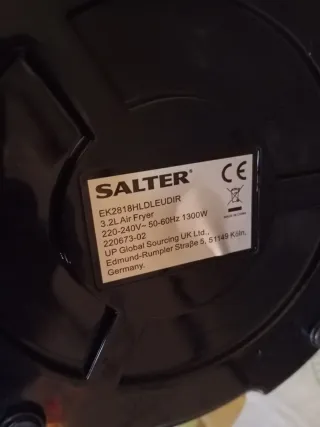 SALTER®
CE
EK2818HLDLEUDIR
3.2L Air Fryer
220-240V~ 50-60Hz 1300W
220673-02
UP Global Sourcing UK Ltd.,
Edmund-Rumpler Straße 5, 51149 Köln,
Germany.